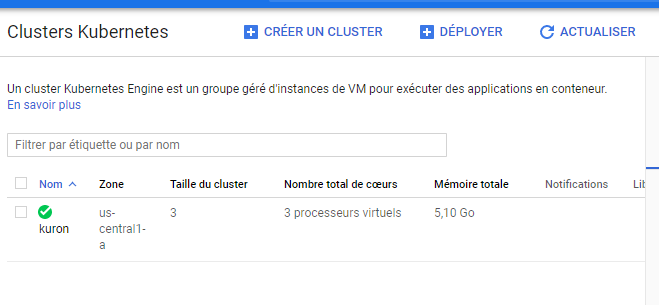 Clusters Kubernetes
CRÉER UN CLUSTER
DÉPLOYER
ACTUALISER
Un cluster Kubernetes Engine est un groupe géré d'instances de VM pour exécuter des applications en conteneur.
En savoir plus
Filtrer par étiquette ou par nom
Nom Zone Taille du cluster Nombre total de cœurs Mémoire totale Notifications Lib
kuron us-central1-a 3 3 processeurs virtuels 5,10 Go